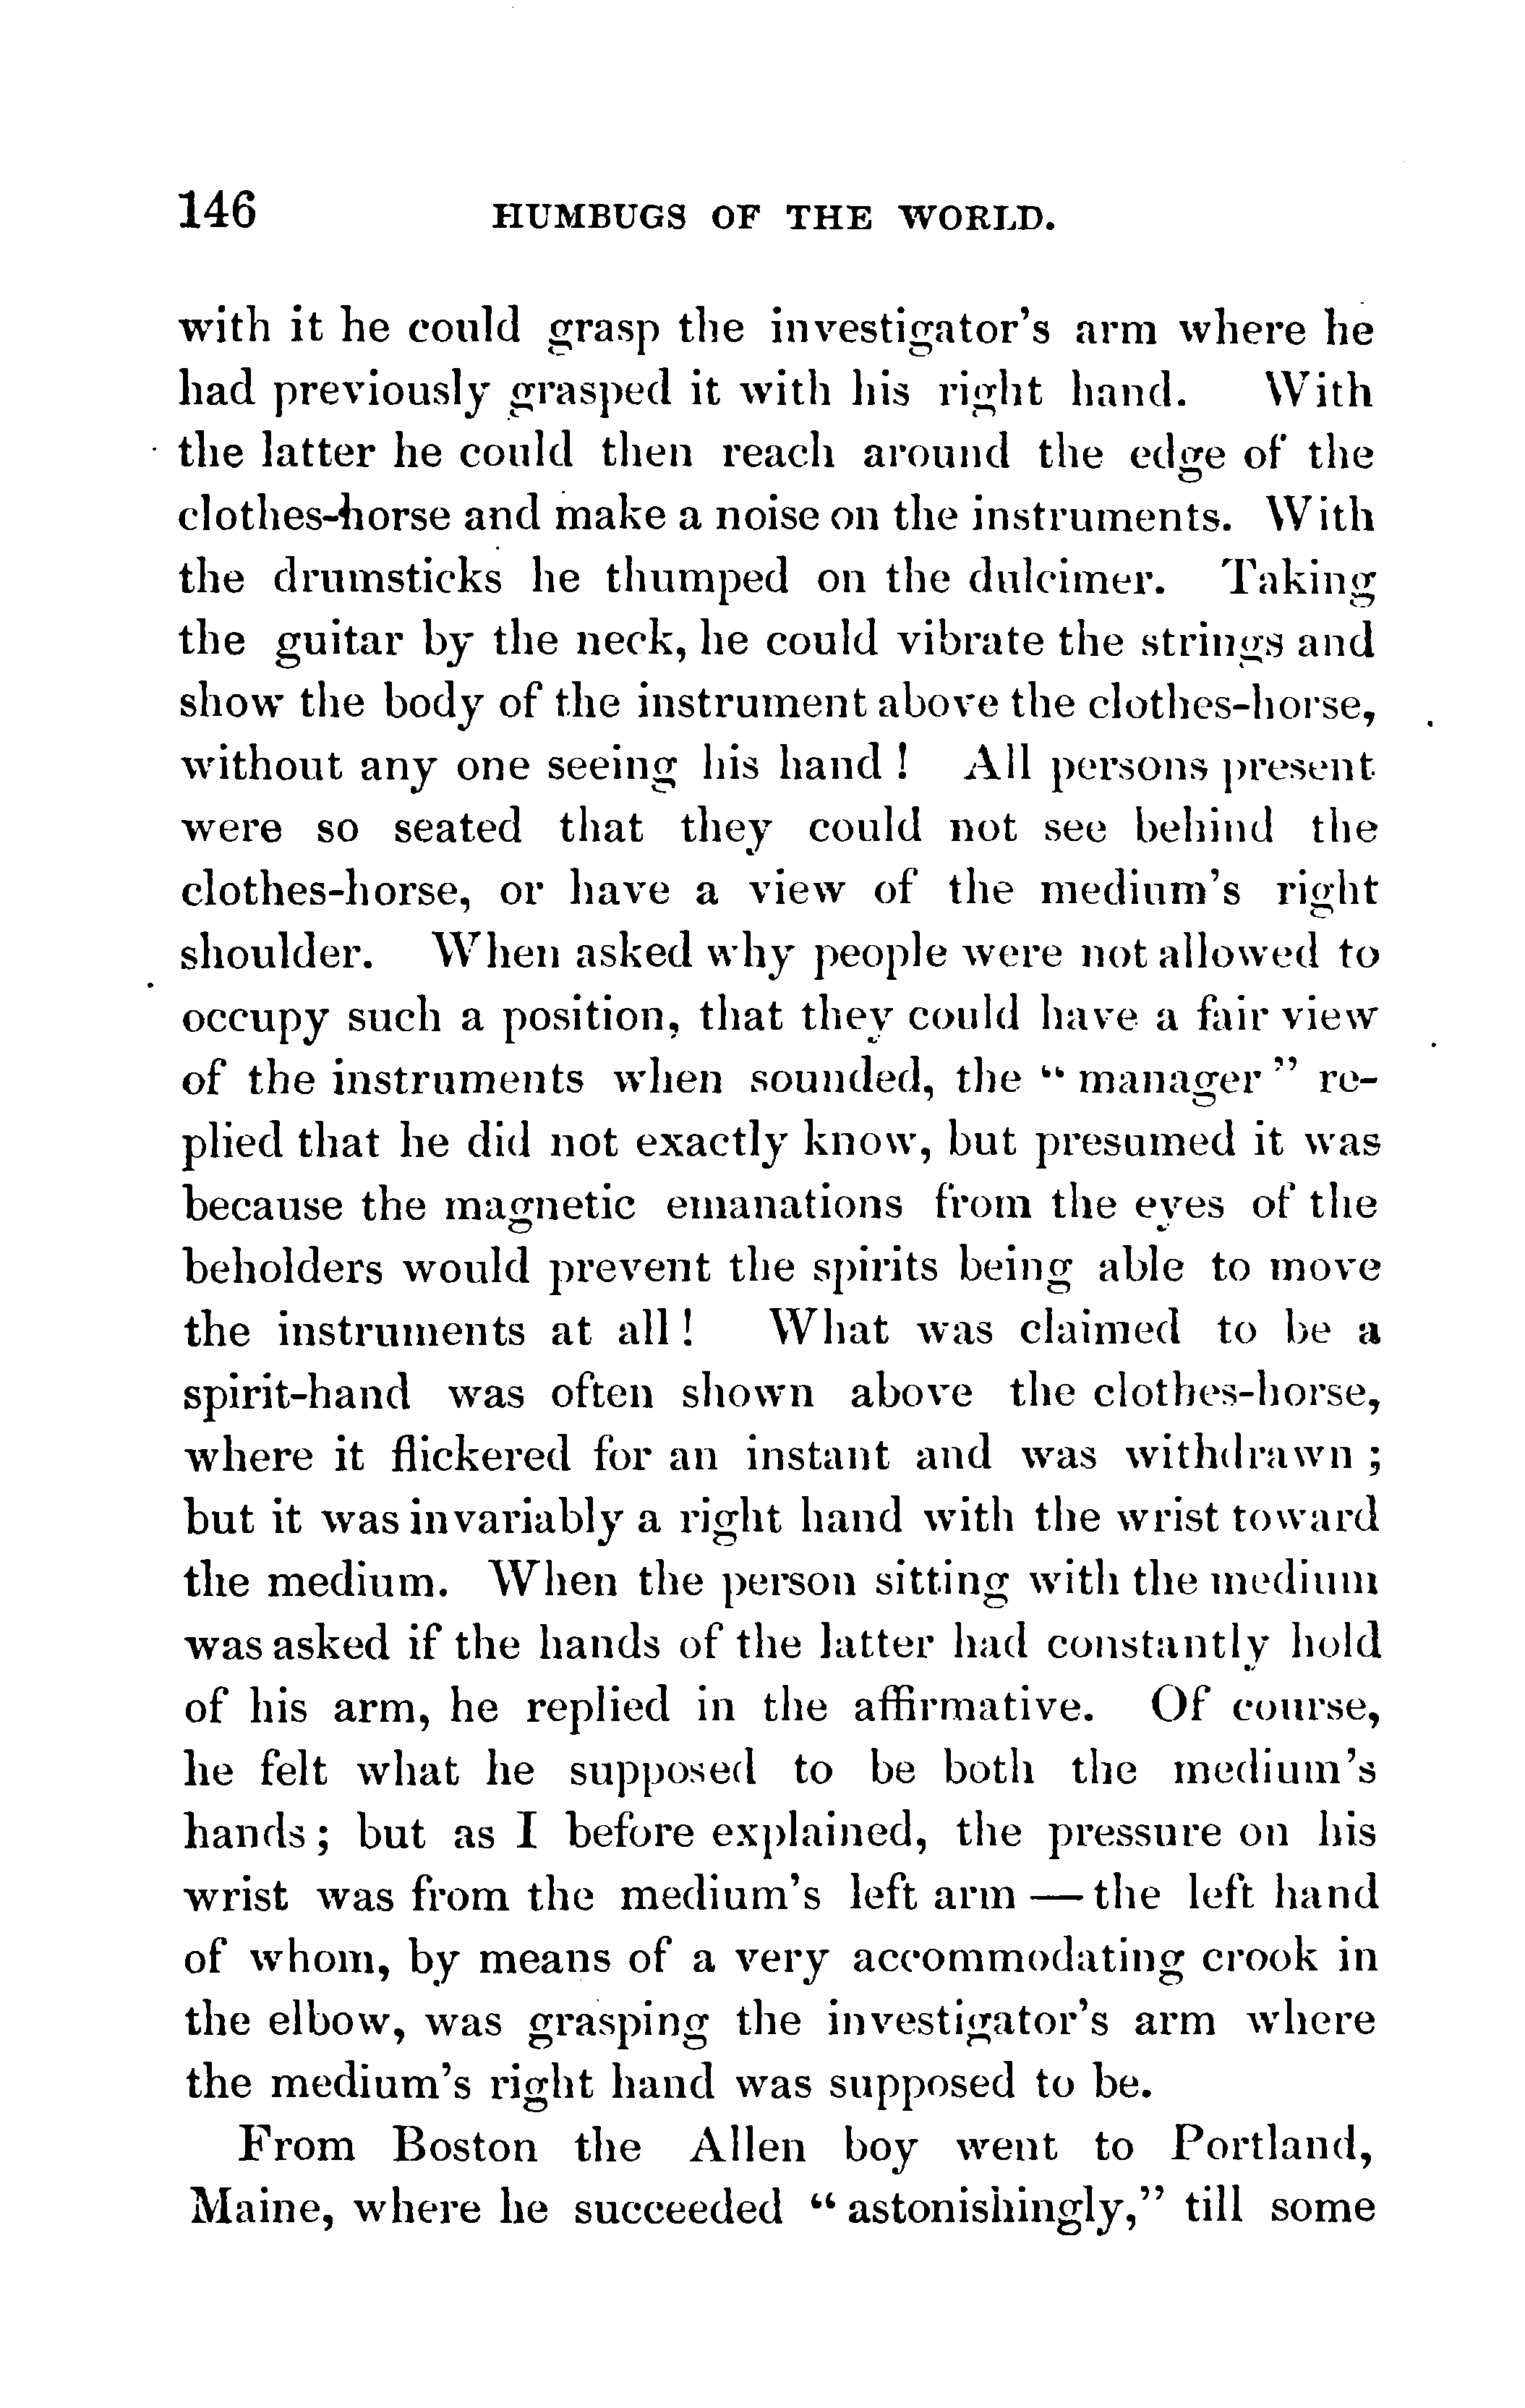 146 HUMBUGS OF THE WORLD.
with it he could grasp the investigator's arm where he
had previously grasped it with his right hand. With
the latter he could then reach around the edge of the
clothes-horse and make a noise on the instruments. With
the drumsticks he thumped on the dulcimer. Taking
the guitar by the neck, he could vibrate the strings and
show the body of the instrument above the clothes-horse,
without any one seeing his hand ! All persons present
were so seated that they could not see behind the
clothes-horse, or have a view of the medium's right
shoulder. When asked why people were not allowed to
occupy such a position, that they could have a fair view
of the instruments when sounded, the “ manager ” re-
plied that he did not exactly know, but presumed it was
because the magnetic emanations from the eyes of the
beholders would prevent the spirits being able to move
the instruments at all ! What was claimed to be a
spirit-hand was often shown above the clothes-horse,
where it flickered for an instant and was withdrawn ;
but it was invariably a right hand with the wrist toward
the medium. When the person sitting with the medium
was asked if the hands of the latter had constantly hold
of his arm, he replied in the affirmative. Of course,
he felt what he supposed to be both the medium's
hands ; but as I before explained, the pressure on his
wrist was from the medium's left arm — the left hand
of whom, by means of a very accommodating crook in
the elbow, was grasping the investigator's arm where
the medium's right hand was supposed to be.
From Boston the Allen boy went to Portland,
Maine, where he succeeded “ astonishingly,” till some